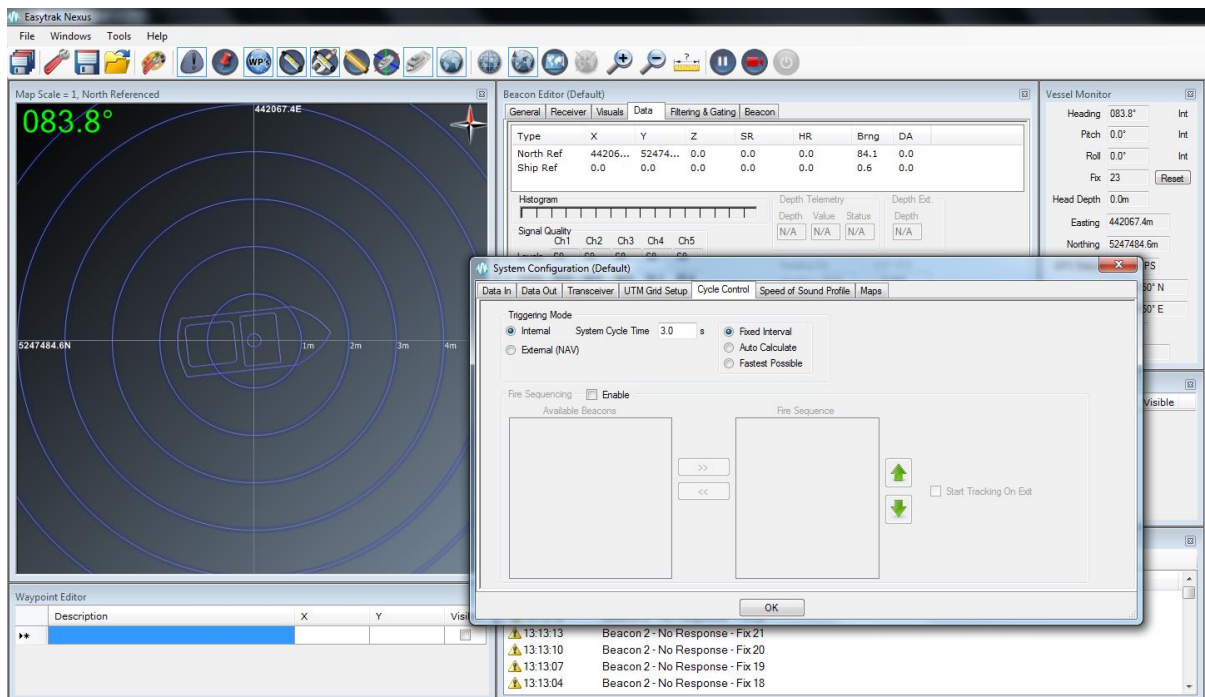 Easytrak Nexus
File Windows Tools Help
WP's
Map Scale = 1, North Referenced
083.8°
442067.4E
5247484.6N
1m 2m 3m 4m
Waypoint Editor
Description X Y
Beacon Editor (Default)
General Receiver Visuals Data Filtering & Gating Beacon
Type X Y Z SR HR Brng DA
North Ref 44206... 52474... 0.0 0.0 0.0 84.1 0.0
Ship Ref 0.0 0.0 0.0 0.0 0.0 0.6 0.0
Histogram
Depth Telemetry Depth Ext.
Depth Value Status Depth
N/A N/A N/A N/A
Signal Quality
Ch1 Ch2 Ch3 Ch4 Ch5
Vessel Monitor
Heading 083.8° Int
Pitch 0.0° Int
Roll 0.0° Int
Fix 23 Reset
Head Depth 0.0m
Easting 442067.4m
Northing 5247484.6m
System Configuration (Default)
Data In Data Out Transceiver UTM Grid Setup Cycle Control Speed of Sound Profile Maps
Triggering Mode
Internal System Cycle Time 3.0 s Fixed Interval
External (NAV) Auto Calculate
Fastest Possible
Fire Sequencing Enable
Available Beacons Fire Sequence
>>
<<
Start Tracking On Exit
OK
Visible
13:13:13 Beacon 2 - No Response - Fix 21
13:13:10 Beacon 2 - No Response - Fix 20
13:13:07 Beacon 2 - No Response - Fix 19
13:13:04 Beacon 2 - No Response - Fix 18